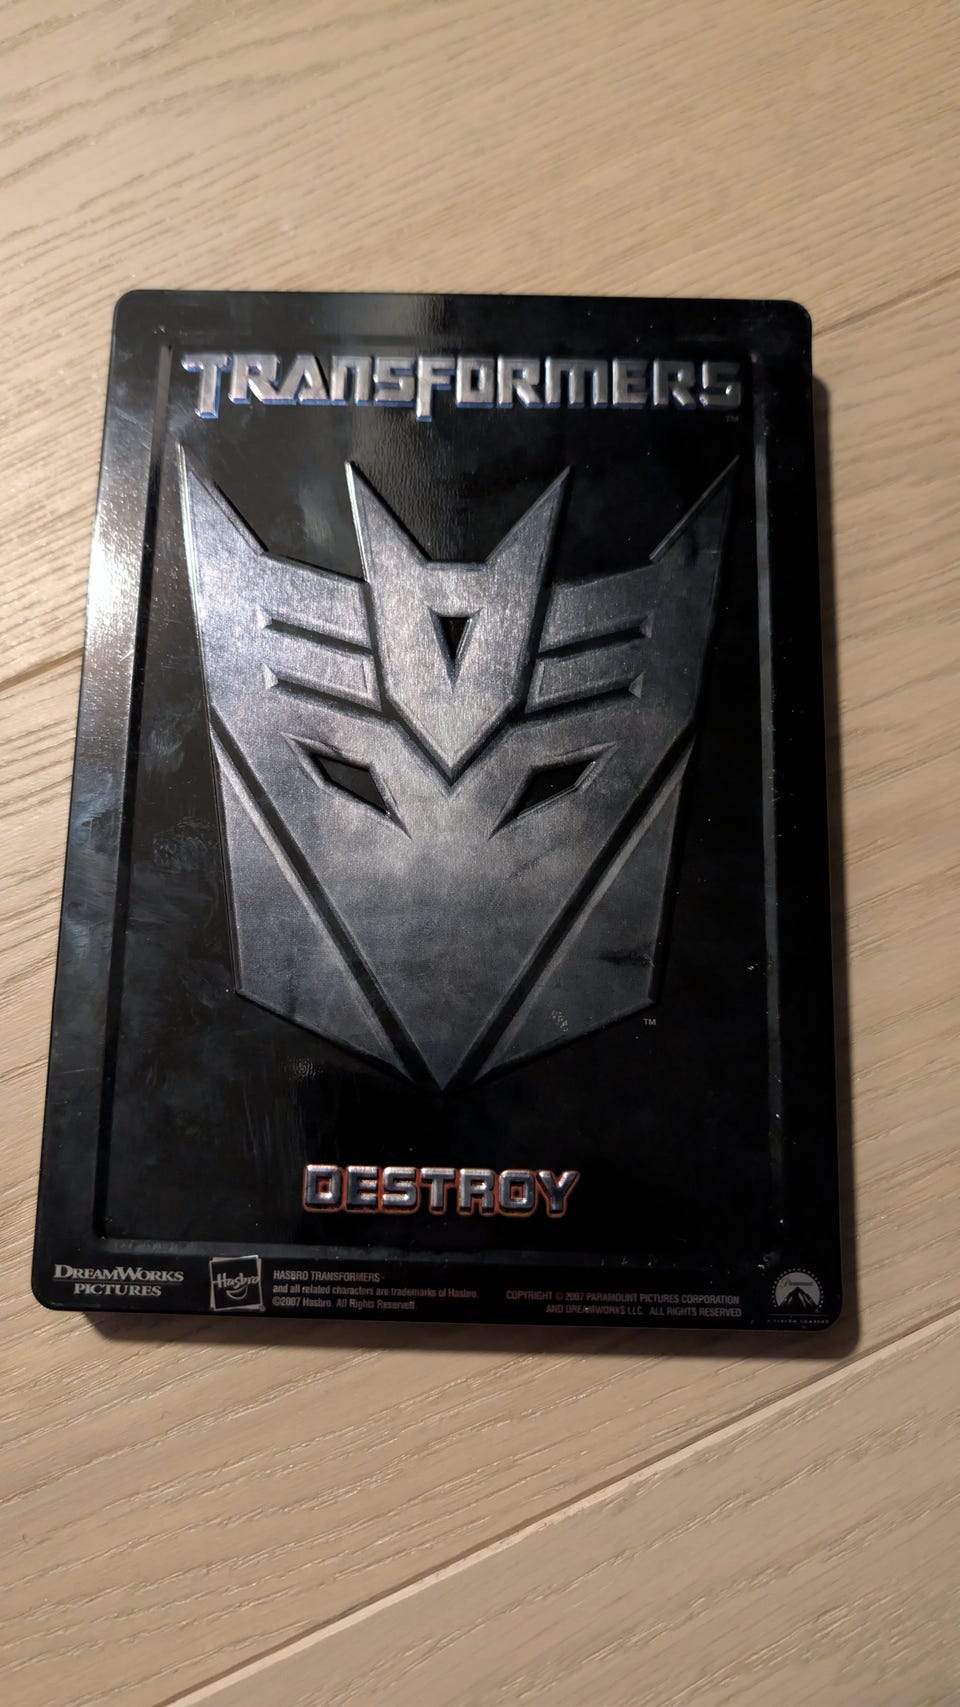 TRANSFORMERS
TM
TM
DESTROY
DREAMWORKS
PICTURES
Hasbro
HASBRO TRANSFORMERS
and all related characters are trademarks of Hasbro.
©2007 Hasbro. All Rights Reserved.
COPYRIGHT © 2007 PARAMOUNT PICTURES CORPORATION
AND DREAMWORKS LLC. ALL RIGHTS RESERVED
Paramount